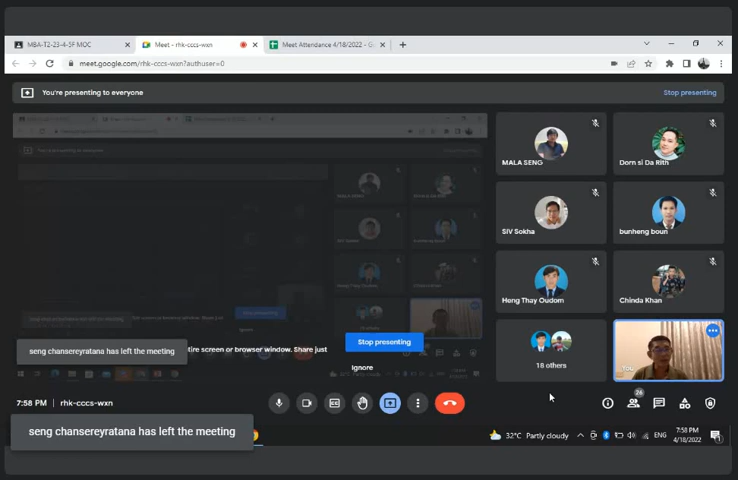 MBA-T2-23-4-5F MOC
Meet - rhk-cccs-wxn
Meet Attendance 4/18/2022 - G
meet.google.com/rhk-cccs-wxn?authuser=0
You're presenting to everyone
Stop presenting
MALA SENG
Dorn si Da Rith
SIV Sokha
bunheng boun
Heng Thay Oudom
Chinda Khan
18 others
You
seng chansereyratana has left the meeting
tire screen or browser window. Share just
Stop presenting
Ignore
7:58 PM
rhk-cccs-wxn
26
seng chansereyratana has left the meeting
32°C Partly cloudy
ENG
7:58 PM
4/18/2022